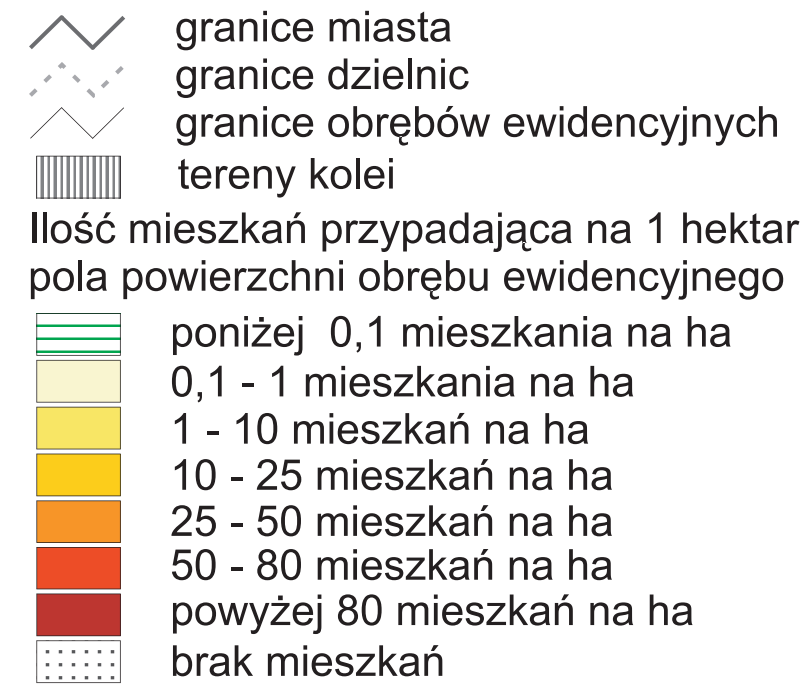 granice miasta
granice dzielnic
granice obrębów ewidencyjnych
tereny kolei
Ilość mieszkań przypadająca na 1 hektar
pola powierzchni obrębu ewidencyjnego
poniżej 0,1 mieszkania na ha
0,1 - 1 mieszkania na ha
1 - 10 mieszkań na ha
10 - 25 mieszkań na ha
25 - 50 mieszkań na ha
50 - 80 mieszkań na ha
powyżej 80 mieszkań na ha
brak mieszkań